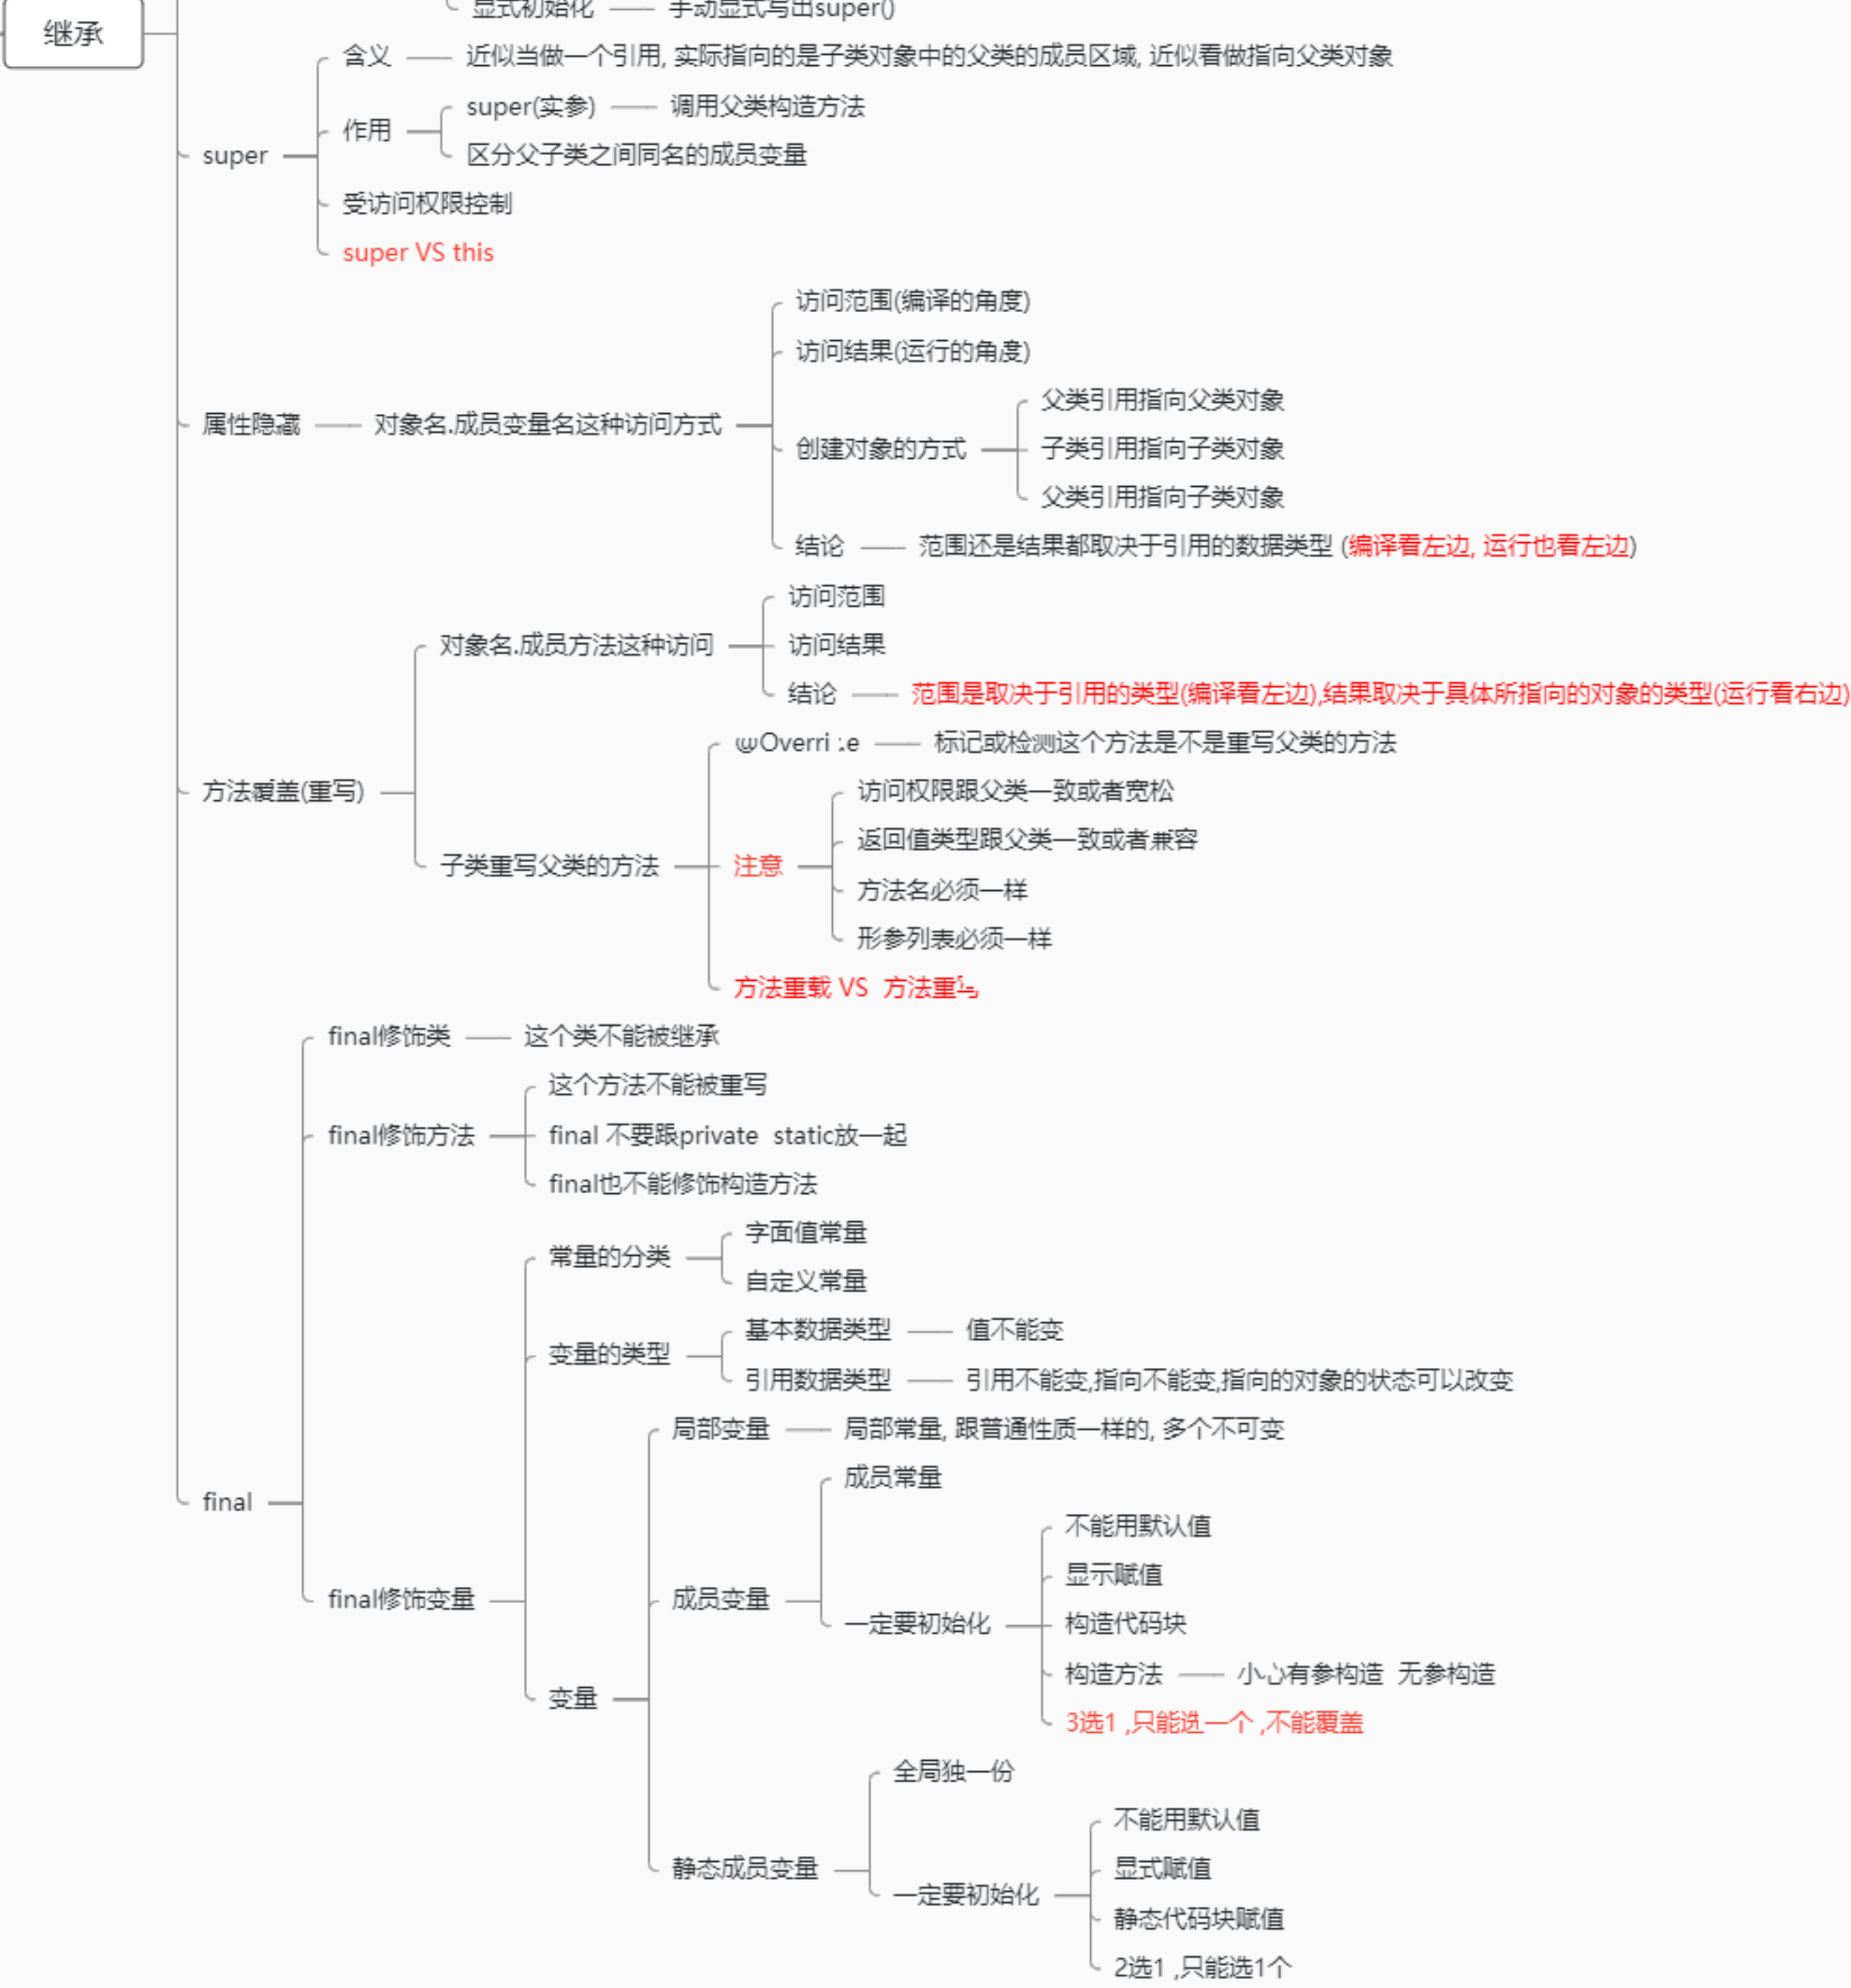 显式初始化 手动显式写出super()
继承
含义 近似当做一个引用, 实际指向的是子类对象中的父类的成员区域, 近似看做指向父类对象
super(实参) 调用父类构造方法
作用
区分父子类之间同名的成员变量
super
受访问权限控制
super VS this
访问范围(编译的角度)
访问结果(运行的角度)
父类引用指向父类对象
属性隐藏 对象名.成员变量名这种访问方式
创建对象的方式 子类引用指向子类对象
父类引用指向子类对象
结论 范围还是结果都取决于引用的数据类型 (编译看左边, 运行也看左边)
访问范围
对象名.成员方法这种访问 访问结果
结论 范围是取决于引用的类型(编译看左边),结果取决于具体所指向的对象的类型(运行看右边)
标记或检测这个方法是不是重写父类的方法
方法覆盖(重写) 访问权限跟父类一致或者宽松
返回值类型跟父类一致或者兼容
子类重写父类的方法 注意
方法名必须一样
形参列表必须一样
方法重载 VS 方法重
final修饰类 这个类不能被继承
这个方法不能被重写
final修饰方法 final 不要跟private static放一起
final也不能修饰构造方法
字面值常量
常量的分类
自定义常量
基本数据类型 值不能变
变量的类型
引用数据类型 引用不能变,指向不能变,指向的对象的状态可以改变
局部变量 局部常量, 跟普通性质一样的, 多个不可变
成员常量
final
不能用默认值
显示赋值
final修饰变量 成员变量
一定要初始化 构造代码块
构造方法 小心有参构造 无参构造
变量
3选1 ,只能选一个 ,不能覆盖
全局独一份
不能用默认值
静态成员变量 显式赋值
一定要初始化
静态代码块赋值
2选1 ,只能选1个